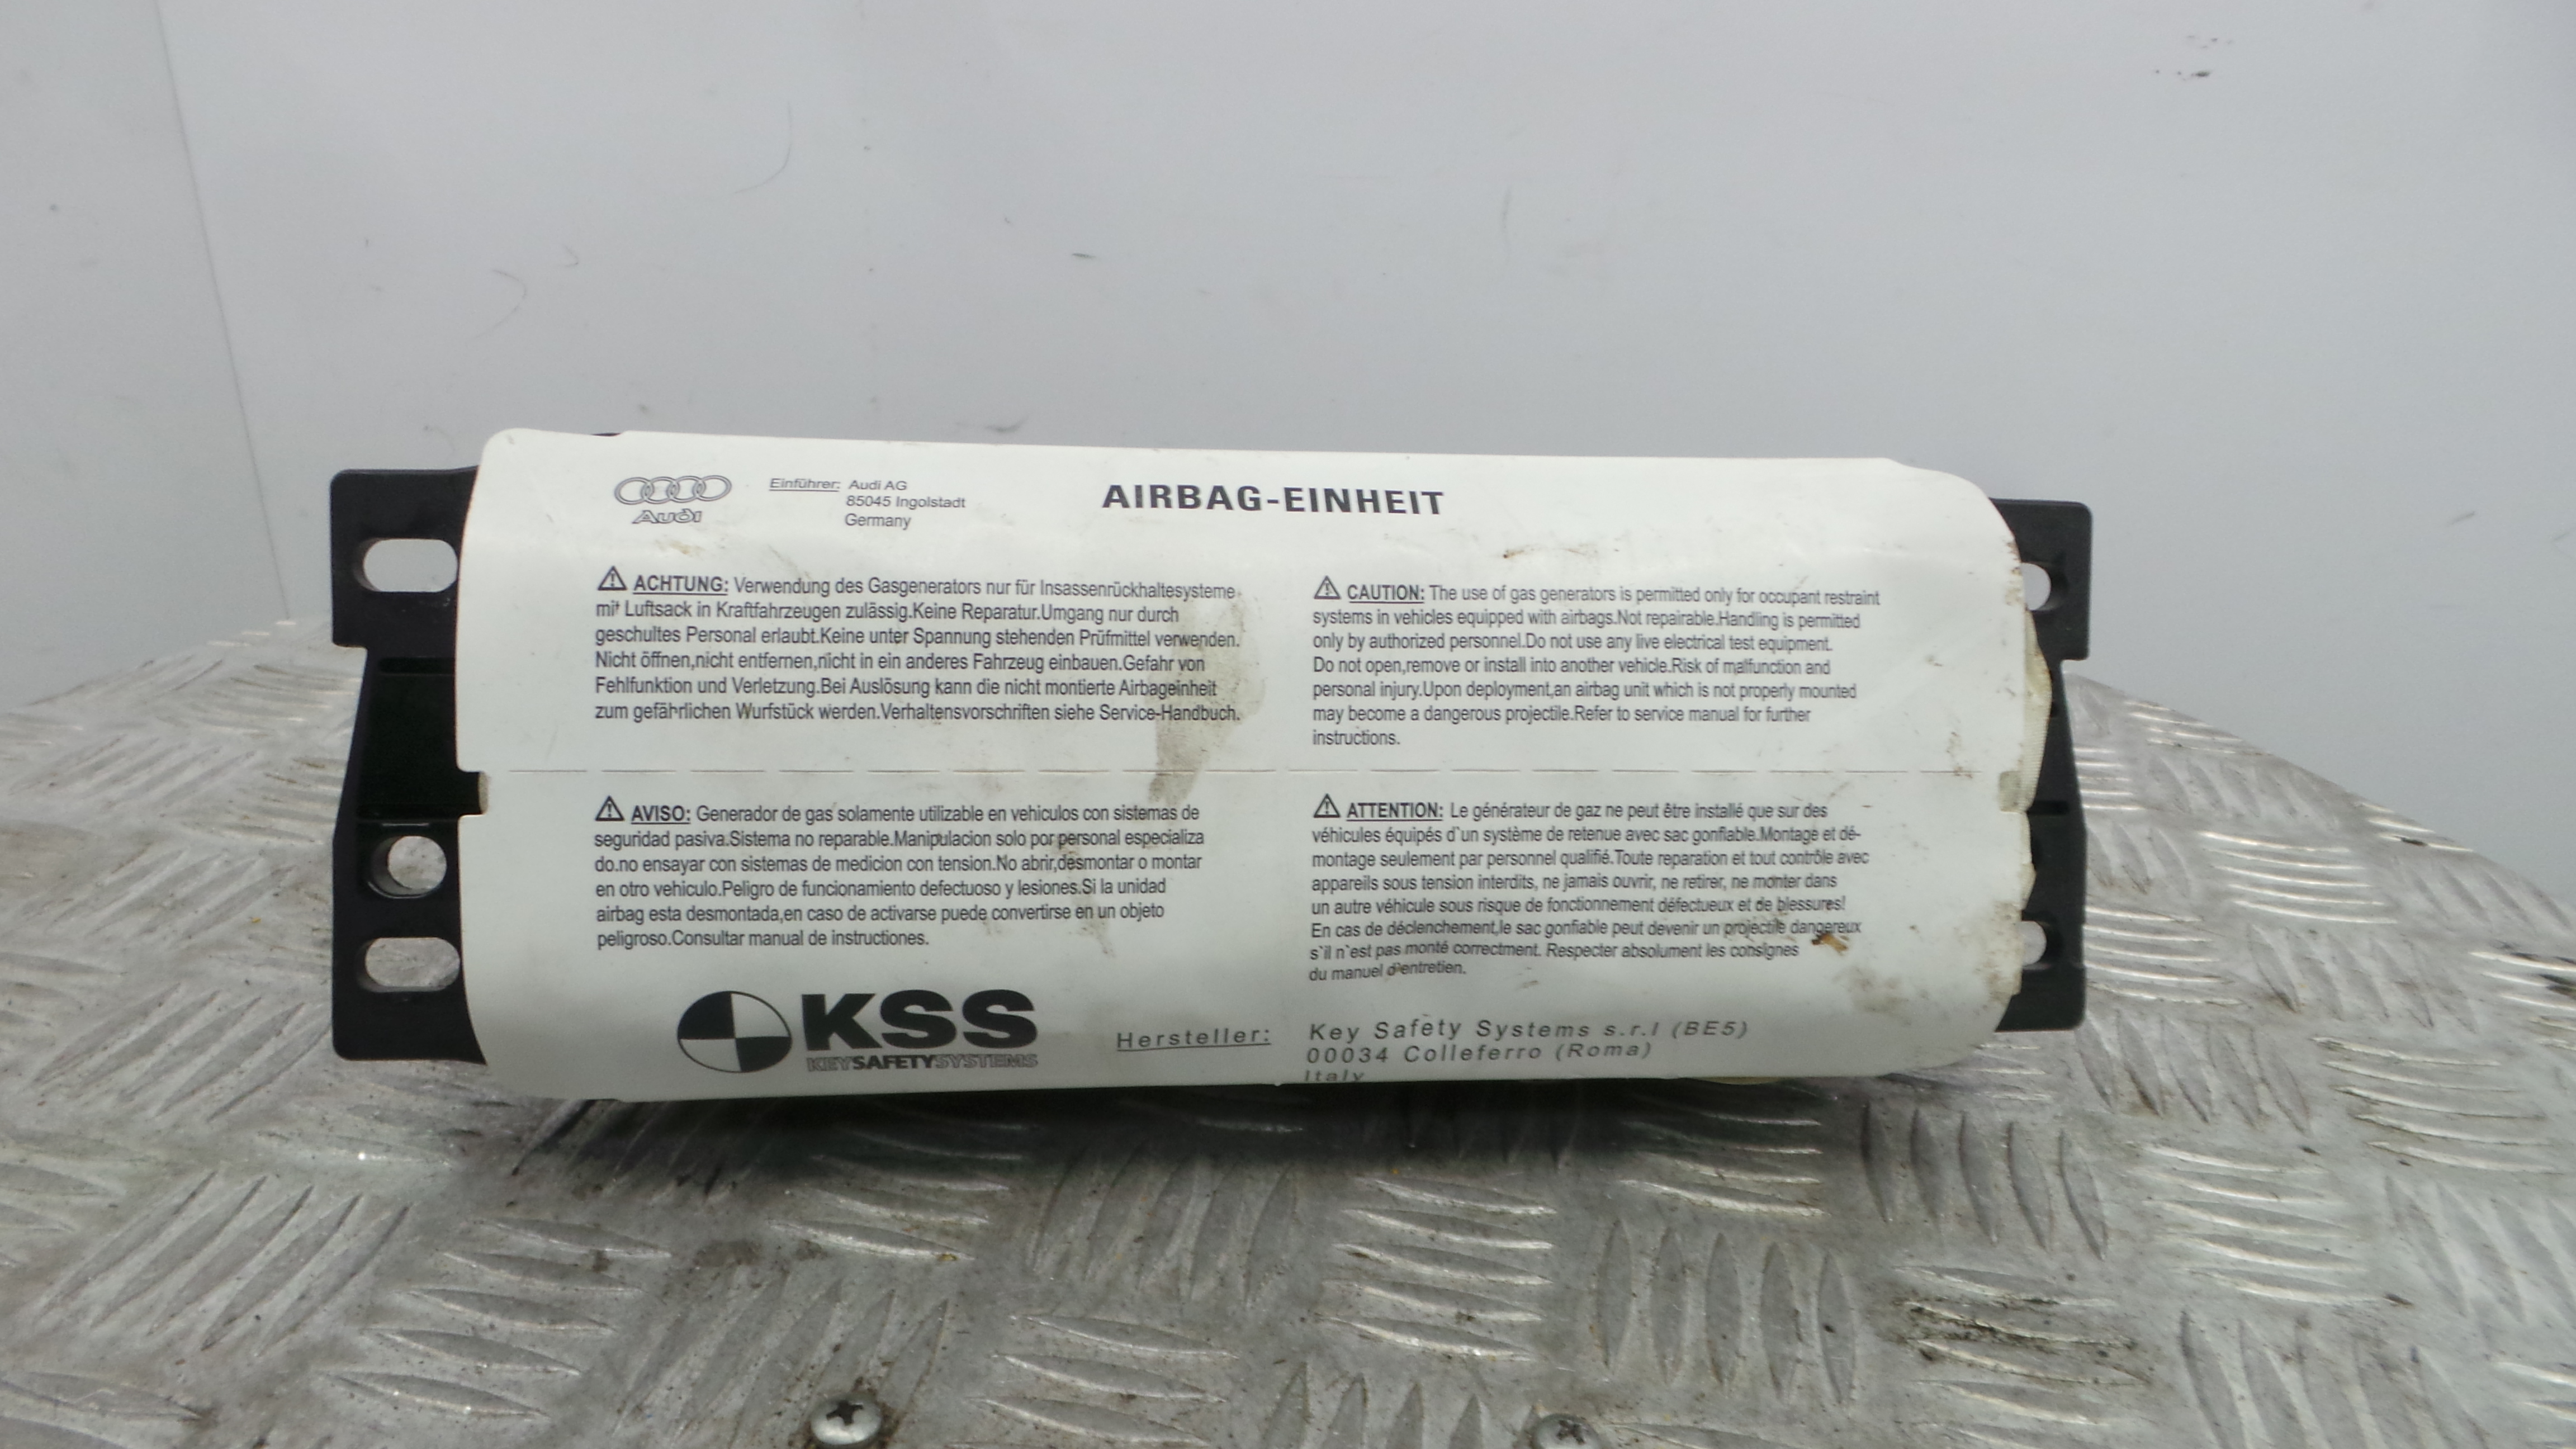 Audi
Einführer: Audi AG
85045 Ingolstadt
Germany
AIRBAG-EINHEIT
⚠ ACHTUNG: Verwendung des Gasgenerators nur für Insassenrückhaltesysteme
mit Luftsack in Kraftfahrzeugen zulässig.Keine Reparatur.Umgang nur durch
geschultes Personal erlaubt.Keine unter Spannung stehenden Prüfmittel verwenden.
Nicht öffnen,nicht entfernen,nicht in ein anderes Fahrzeug einbauen.Gefahr von
Fehlfunktion und Verletzung.Bei Auslösung kann die nicht montierte Airbageinheit
zum gefährlichen Wurfstück werden.Verhaltensvorschriften siehe Service-Handbuch.
⚠ CAUTION: The use of gas generators is permitted only for occupant restraint
systems in vehicles equipped with airbags.Not repairable.Handling is permitted
only by authorized personnel.Do not use any live electrical test equipment.
Do not open,remove or install into another vehicle.Risk of malfunction and
personal injury.Upon deployment,an airbag unit which is not properly mounted
may become a dangerous projectile.Refer to service manual for further
instructions.
⚠ AVISO: Generador de gas solamente utilizable en vehiculos con sistemas de
seguridad pasiva.Sistema no reparable.Manipulacion solo por personal especializa
do.no ensayar con sistemas de medicion con tension.No abrir,desmontar o montar
en otro vehiculo.Peligro de funcionamiento defectuoso y lesiones.Si la unidad
airbag esta desmontada,en caso de activarse puede convertirse en un objeto
peligroso.Consultar manual de instructiones.
⚠ ATTENTION: Le générateur de gaz ne peut être installé que sur des
véhicules équipés d`un système de retenue avec sac gonflable.Montage et dé-
montage seulement par personnel qualifié.Toute reparation et tout contrôle avec
appareils sous tension interdits, ne jamais ouvrir, ne retirer, ne monter dans
un autre véhicule sous risque de fonctionnement défectueux et de blessures!
En cas de déclenchement,le sac gonflable peut devenir un projectile dangereux
s`il n`est pas monté correctment. Respecter absolument les consignes
du manuel d'entretien.
KSS
KEYSAFETYSYSTEMS
Hersteller: Key Safety Systems s.r.l (BE5)
00034 Colleferro (Roma)
Italy